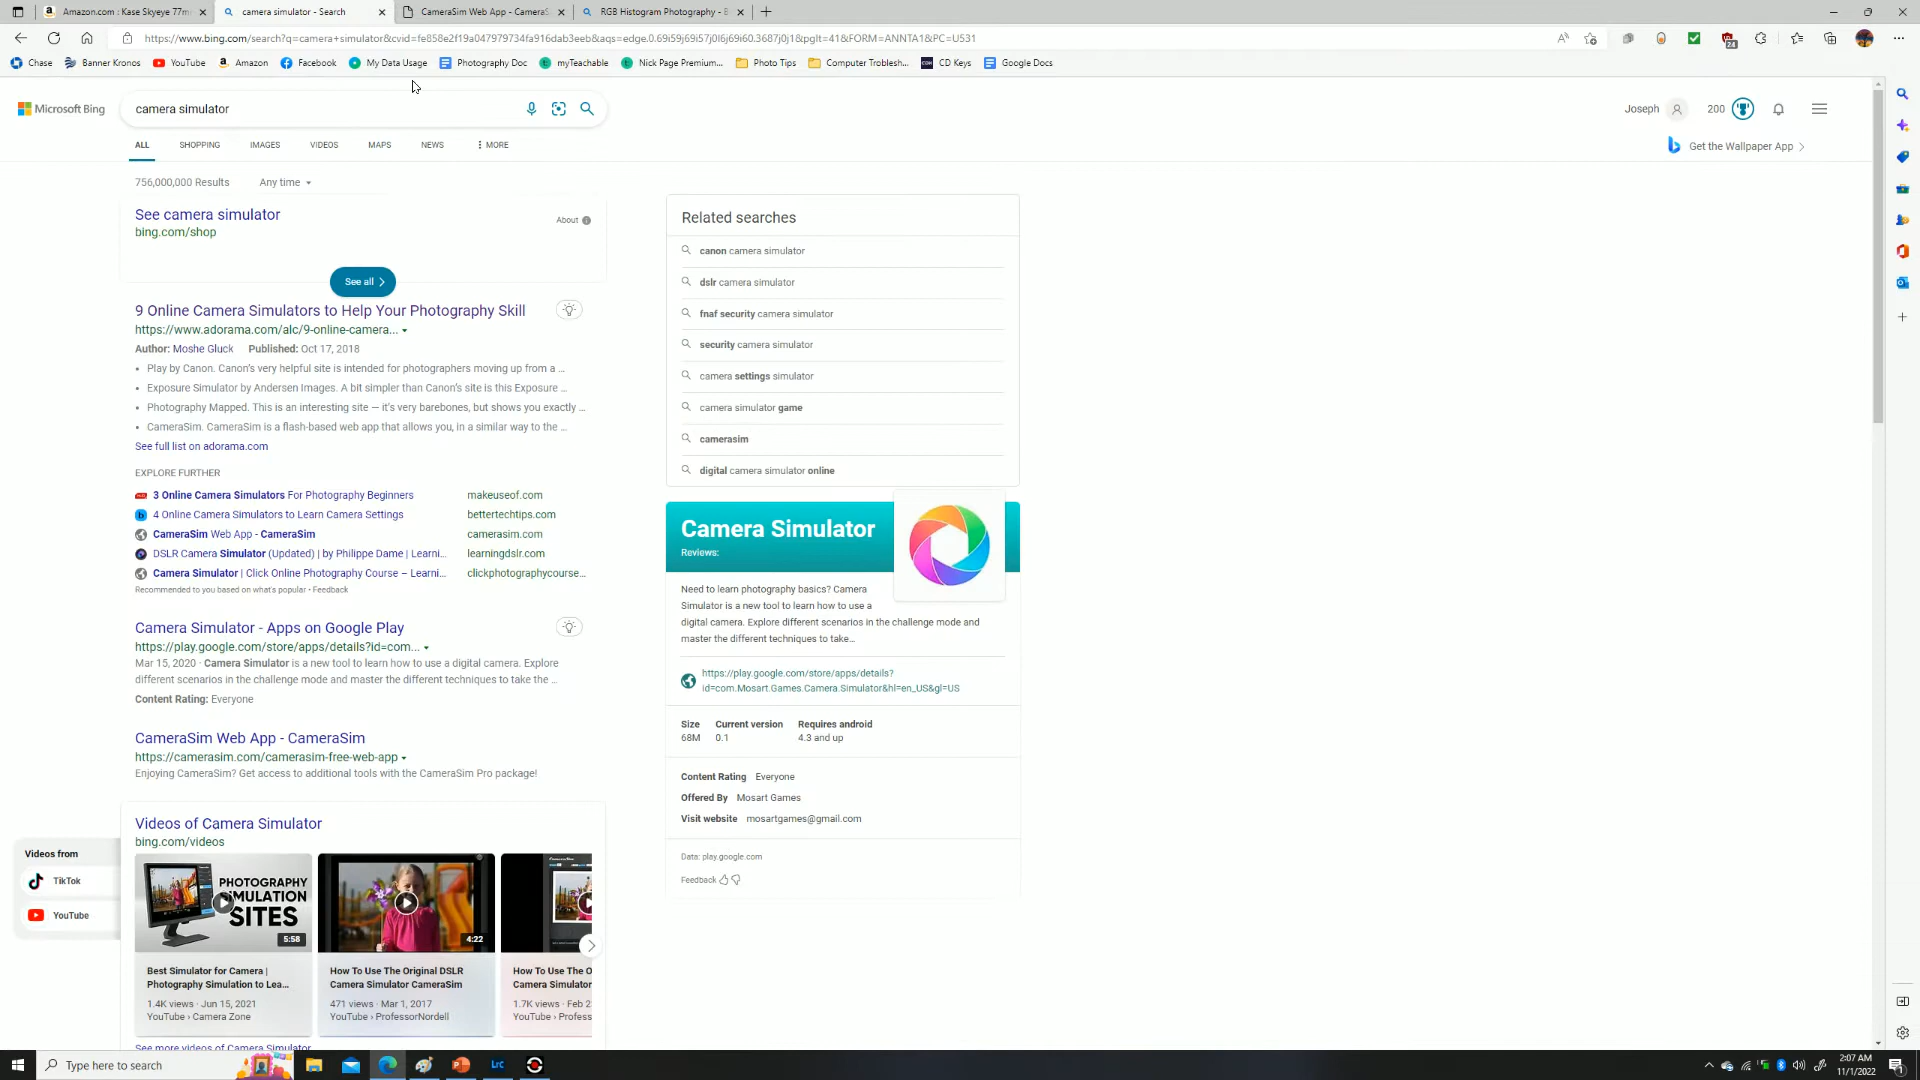 Amazon.com : Kase Skyeye 77m
camera simulator - Search
CameraSim Web App - CameraS
RGB Histogram Photography - B
https://www.bing.com/search?q=camera+simulator&cvid=fe858e2f19a047979734fa916dab3eeb&aqs=edge.0.69i59j69i57j0l6j69i60.3687j0j1&pglt=41&FORM=ANNTA1&PC=U531
24
Chase
Banner Kronos
YouTube
Amazon
Facebook
My Data Usage
Photography Doc
myTeachable
Nick Page Premium...
Photo Tips
Computer Troblesh...
CD Keys
Google Docs
Microsoft Bing
camera simulator
Joseph
200
ALL
SHOPPING
IMAGES
VIDEOS
MAPS
NEWS
MORE
Get the Wallpaper App
756,000,000 Results
Any time
See camera simulator
bing.com/shop
About
See all
9 Online Camera Simulators to Help Your Photography Skill
https://www.adorama.com/alc/9-online-camera...
Author: Moshe Gluck Published: Oct 17, 2018
• Play by Canon. Canon's very helpful site is intended for photographers moving up from a ...
• Exposure Simulator by Andersen Images. A bit simpler than Canon's site is this Exposure ...
• Photography Mapped. This is an interesting site — it's very barebones, but shows you exactly ...
• CameraSim. CameraSim is a flash-based web app that allows you, in a similar way to the ...
See full list on adorama.com
EXPLORE FURTHER
3 Online Camera Simulators For Photography Beginners makeuseof.com
4 Online Camera Simulators to Learn Camera Settings bettertechtips.com
CameraSim Web App - CameraSim camerasim.com
DSLR Camera Simulator (Updated) | by Philippe Dame | Learni... learningdslr.com
Camera Simulator | Click Online Photography Course – Learni... clickphotographycourse...
Recommended to you based on what's popular • Feedback
Camera Simulator - Apps on Google Play
https://play.google.com/store/apps/details?id=com...
Mar 15, 2020 · Camera Simulator is a new tool to learn how to use a digital camera. Explore
different scenarios in the challenge mode and master the different techniques to take the ...
Content Rating: Everyone
CameraSim Web App - CameraSim
https://camerasim.com/camerasim-free-web-app
Enjoying CameraSim? Get access to additional tools with the CameraSim Pro package!
Videos of Camera Simulator
bing.com/videos
Videos from
TikTok
YouTube
PHOTOGRAPHY
SIMULATION
SITES
5:58
4:22
Best Simulator for Camera |
Photography Simulation to Lea...
1.4K views · Jun 15, 2021
YouTube › Camera Zone
How To Use The Original DSLR
Camera Simulator CameraSim
471 views · Mar 1, 2017
YouTube › ProfessorNordell
How To Use The O
Camera Simulator
1.7K views · Feb 2
YouTube › Profess
See more videos of Camera Simulator
Related searches
canon camera simulator
dslr camera simulator
fnaf security camera simulator
security camera simulator
camera settings simulator
camera simulator game
camerasim
digital camera simulator online
Camera Simulator
Reviews:
Need to learn photography basics? Camera
Simulator is a new tool to learn how to use a
digital camera. Explore different scenarios in the challenge mode and
master the different techniques to take...
https://play.google.com/store/apps/details?
id=com.Mosart.Games.Camera.Simulator&hl=en_US&gl=US
Size Current version Requires android
68M 0.1 4.3 and up
Content Rating Everyone
Offered By Mosart Games
Visit website mosartgames@gmail.com
Data: play.google.com
Feedback
Type here to search
Lrc
2:07 AM
11/1/2022